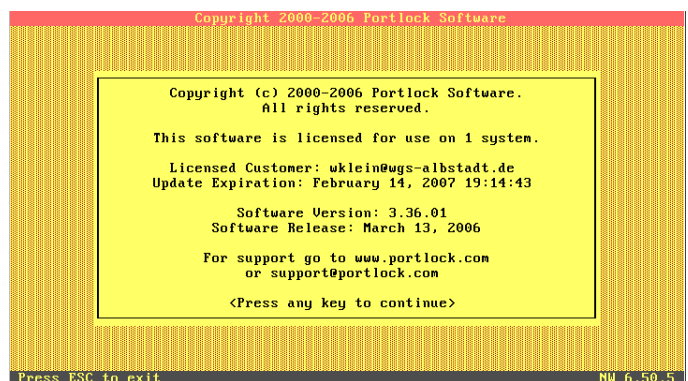 Copyright 2000-2006 Portlock Software
Copyright (c) 2000-2006 Portlock Software.
All rights reserved.
This software is licensed for use on 1 system.
Licensed Customer: wklein@wgs-albstadt.de
Update Expiration: February 14, 2007 19:14:43
Software Version: 3.36.01
Software Release: March 13, 2006
For support go to www.portlock.com
or support@portlock.com
<Press any key to continue>
Press ESC to exit NW 6.50.5